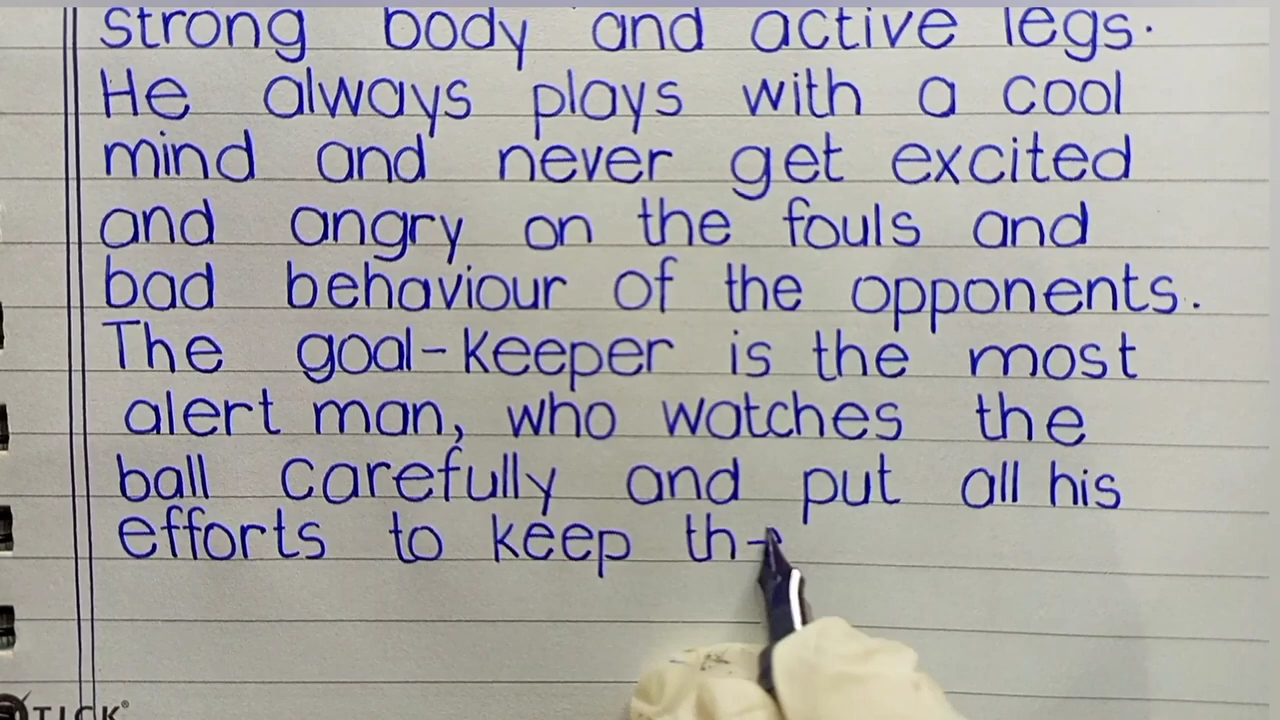 strong body and active legs.
He always plays with a cool
mind and never get excited
and angry on the fouls and
bad behaviour of the opponents.
The goal-keeper is the most
alert man, who watches the
ball carefully and put all his
efforts to keep th
TICK®